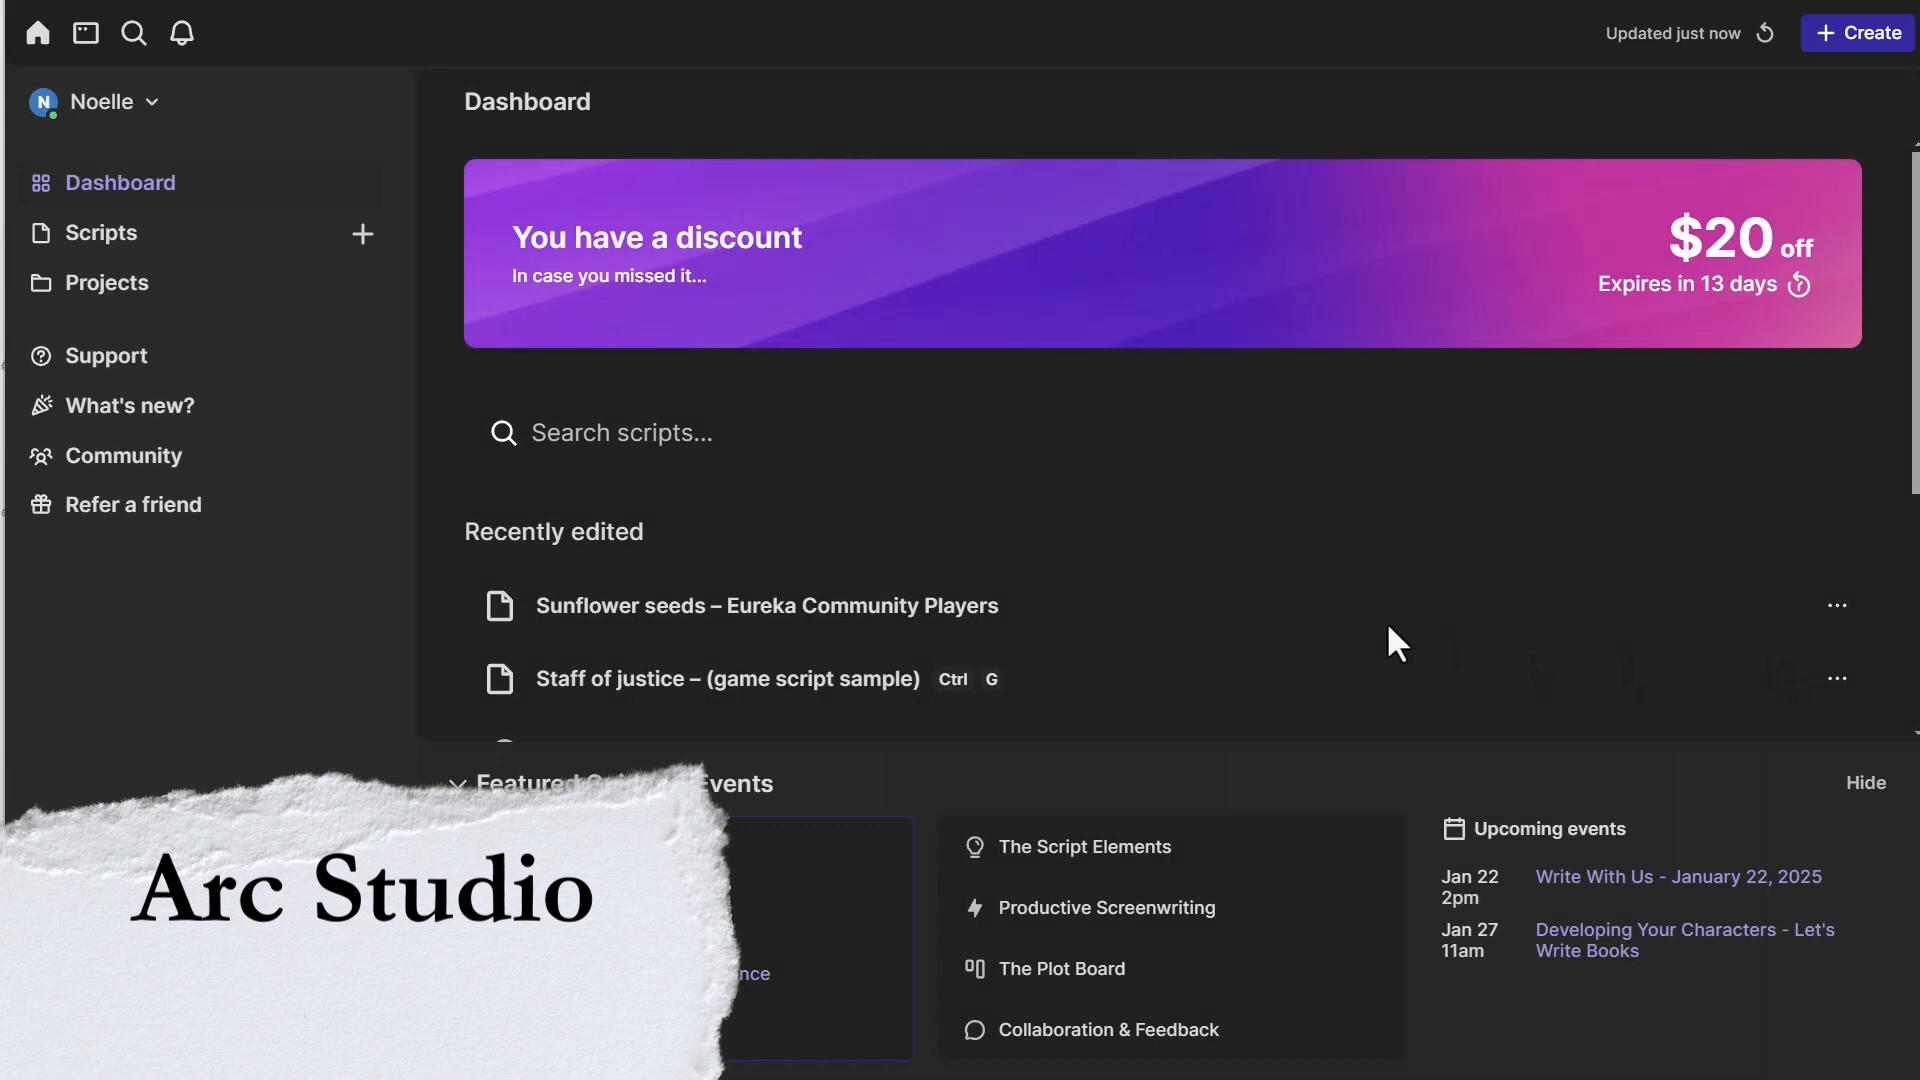 Updated just now
Create
N
Noelle
Dashboard
Scripts
Projects
Support
What's new?
Community
Refer a friend
Dashboard
You have a discount
In case you missed it...
$20 off
Expires in 13 days
Search scripts...
Recently edited
Sunflower seeds – Eureka Community Players
Staff of justice – (game script sample) Ctrl G
Featured
Events
Hide
nce
The Script Elements
Productive Screenwriting
The Plot Board
Collaboration & Feedback
Upcoming events
Jan 22
2pm
Write With Us - January 22, 2025
Jan 27
11am
Developing Your Characters - Let's
Write Books
Arc Studio